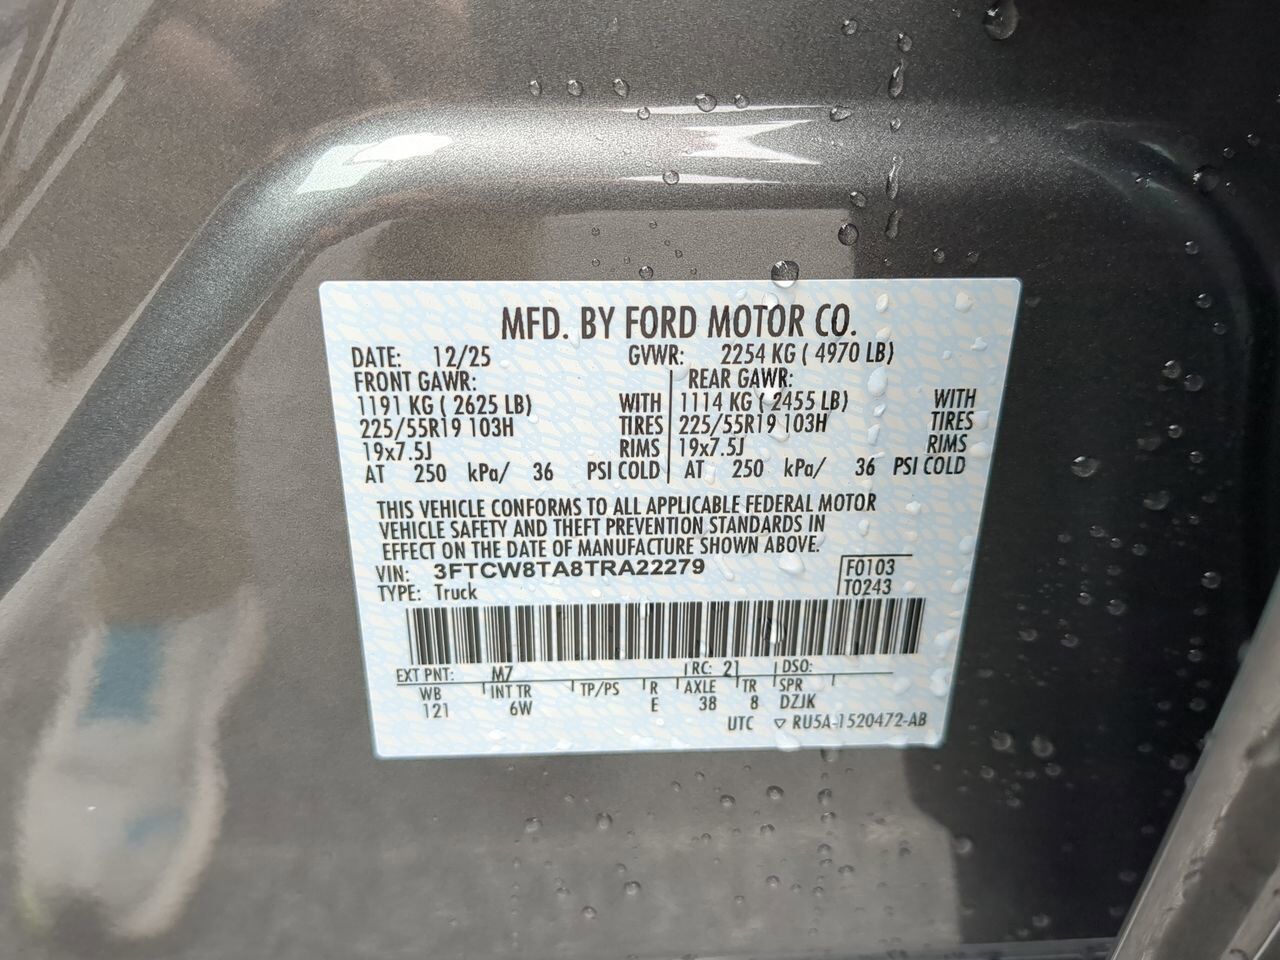 MFD. BY FORD MOTOR CO.
DATE: 12/25 GVWR: 2254 KG ( 4970 LB)
FRONT GAWR: REAR GAWR:
1191 KG ( 2625 LB) WITH 1114 KG ( 2455 LB) WITH
225/55R19 103H TIRES 225/55R19 103H TIRES
19x7.5J RIMS 19x7.5J RIMS
AT 250 kPa/ 36 PSI COLD AT 250 kPa/ 36 PSI COLD
THIS VEHICLE CONFORMS TO ALL APPLICABLE FEDERAL MOTOR
VEHICLE SAFETY AND THEFT PREVENTION STANDARDS IN
EFFECT ON THE DATE OF MANUFACTURE SHOWN ABOVE.
VIN: 3FTCW8TA8TRA22279 F0103
TYPE: Truck T0243
EXT PNT: M7 RC: 21 DSO:
WB INT TR TP/PS R AXLE TR SPR
121 6W E 38 8 DZJK
UTC ▽ RU5A-1520472-AB